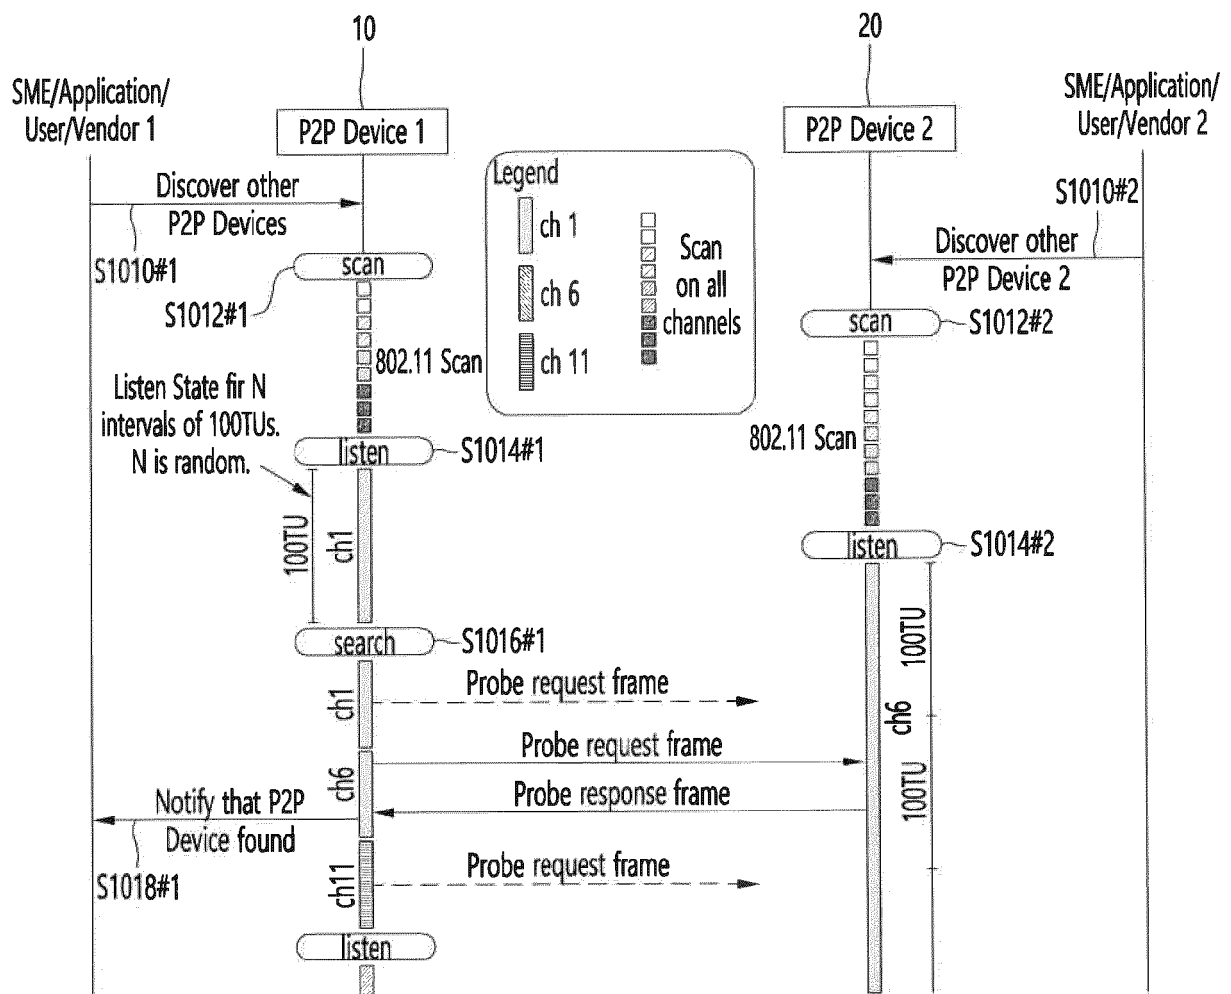 10
20
SME/Application/
User/Vendor 1
P2P Device 1
P2P Device 2
SME/Application/
User/Vendor 2
Discover other
P2P Devices
S1010#1
Legend
ch 1
ch 6
ch 11
Scan
on all
channels
S1010#2
Discover other
P2P Device 2
scan
S1012#1
scan
S1012#2
802.11 Scan
802.11 Scan
Listen State fir N
intervals of 100TUs.
N is random.
listen
S1014#1
listen
S1014#2
100TU
ch1
search
S1016#1
100TU
ch6
100TU
ch1
Probe request frame
ch6
Probe request frame
Probe response frame
Notify that P2P
Device found
S1018#1
ch11
Probe request frame
listen